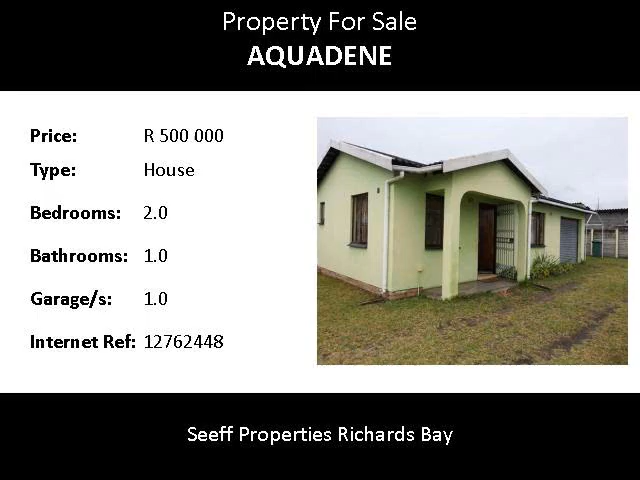 Property For Sale
AQUADENE
Price: R 500 000
Type: House
Bedrooms: 2.0
Bathrooms: 1.0
Garage/s: 1.0
Internet Ref: 12762448
Seeff Properties Richards Bay